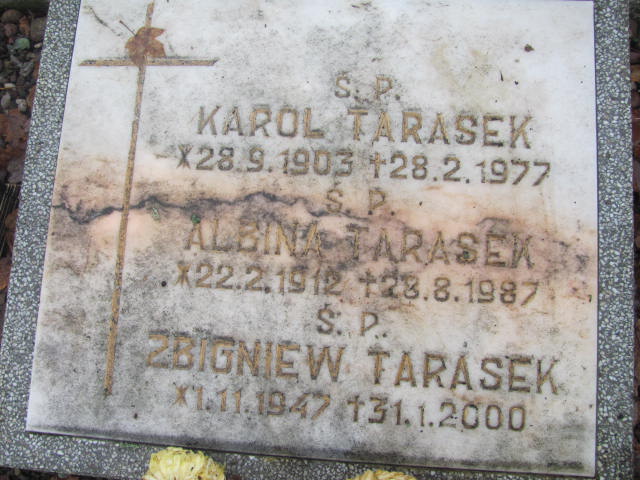 Ś. P.
KAROL TARASEK
*28.9.1903 †28.2.1977
Ś. P.
ALBINA TARASEK
*22.2.1912 †23.8.1987
Ś. P.
ZBIGNIEW TARASEK
*1.11.1947 †31.1.2000